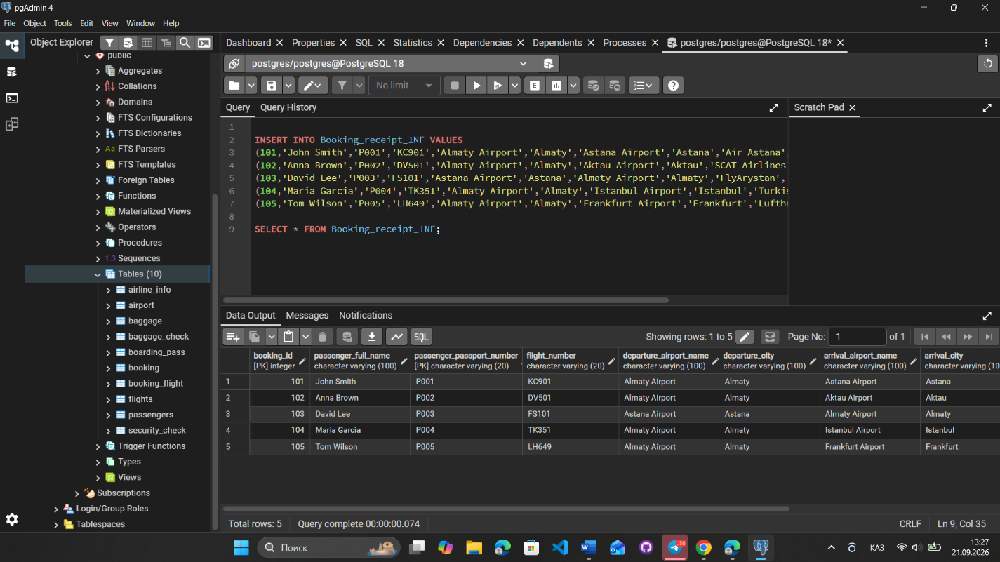 pgAdmin 4
File Object Tools Edit View Window Help
Object Explorer
Dashboard Properties SQL Statistics Dependencies Dependents Processes postgres/postgres@PostgreSQL 18*
public
Aggregates
Collations
Domains
FTS Configurations
FTS Dictionaries
FTS Parsers
FTS Templates
Foreign Tables
Functions
Materialized Views
Operators
Procedures
1..3 Sequences
Tables (10)
airline_info
airport
baggage
baggage_check
boarding_pass
booking
booking_flight
flights
passengers
security_check
Trigger Functions
Types
Views
Subscriptions
Login/Group Roles
Tablespaces
postgres/postgres@PostgreSQL 18
No limit
E
Query Query History
Scratch Pad
1
2 INSERT INTO Booking_receipt_1NF VALUES
3 (101,'John Smith','P001','KC901','Almaty Airport','Almaty','Astana Airport','Astana','Air Astana'
4 (102,'Anna Brown','P002','DV501','Almaty Airport','Almaty','Aktau Airport','Aktau','SCAT Airlines
5 (103,'David Lee','P003','FS101','Astana Airport','Astana','Almaty Airport','Almaty','FlyArystan',
6 (104,'Maria Garcia','P004','TK351','Almaty Airport','Almaty','Istanbul Airport','Istanbul','Turkis
7 (105,'Tom Wilson','P005','LH649','Almaty Airport','Almaty','Frankfurt Airport','Frankfurt','Luftha
8
9 SELECT * FROM Booking_receipt_1NF;
Data Output Messages Notifications
SQL
Showing rows: 1 to 5 Page No: 1 of 1
booking_id passenger_full_name passenger_passport_number flight_number departure_airport_name departure_city arrival_airport_name arrival_city
[PK] integer character varying (100) [PK] character varying (20) character varying (20) character varying (100) character varying (100) character varying (100) character varying (10
1 101 John Smith P001 KC901 Almaty Airport Almaty Astana Airport Astana
2 102 Anna Brown P002 DV501 Almaty Airport Almaty Aktau Airport Aktau
3 103 David Lee P003 FS101 Astana Airport Astana Almaty Airport Almaty
4 104 Maria Garcia P004 TK351 Almaty Airport Almaty Istanbul Airport Istanbul
5 105 Tom Wilson P005 LH649 Almaty Airport Almaty Frankfurt Airport Frankfurt
Total rows: 5 Query complete 00:00:00.074 CRLF Ln 9, Col 35
Поиск
50
ҚАЗ
13:27
21.09.2026